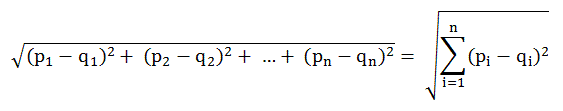 √((p₁ − q₁)² + (p₂ − q₂)² + ... + (pₙ − qₙ)²) = √(∑ᵢ₌₁ⁿ (pᵢ − qᵢ)²)